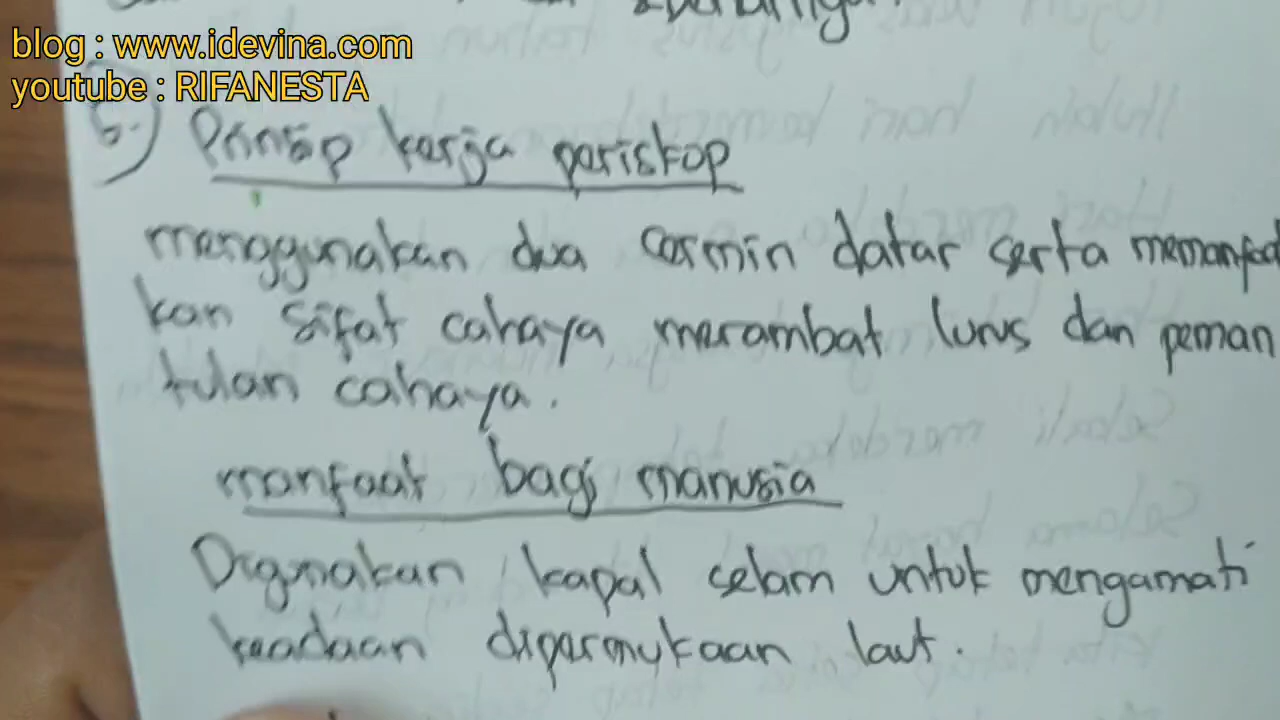 blog : www.idevina.com
youtube : RIFANESTA
5.) Prinsip kerja periskop
menggunakan dua cermin datar serta memanfaat
kan sifat cahaya merambat lurus dan peman
tulan cahaya.
manfaat bagi manusia
Digunakan kapal selam untuk mengamati
keadaan dipermukaan laut.